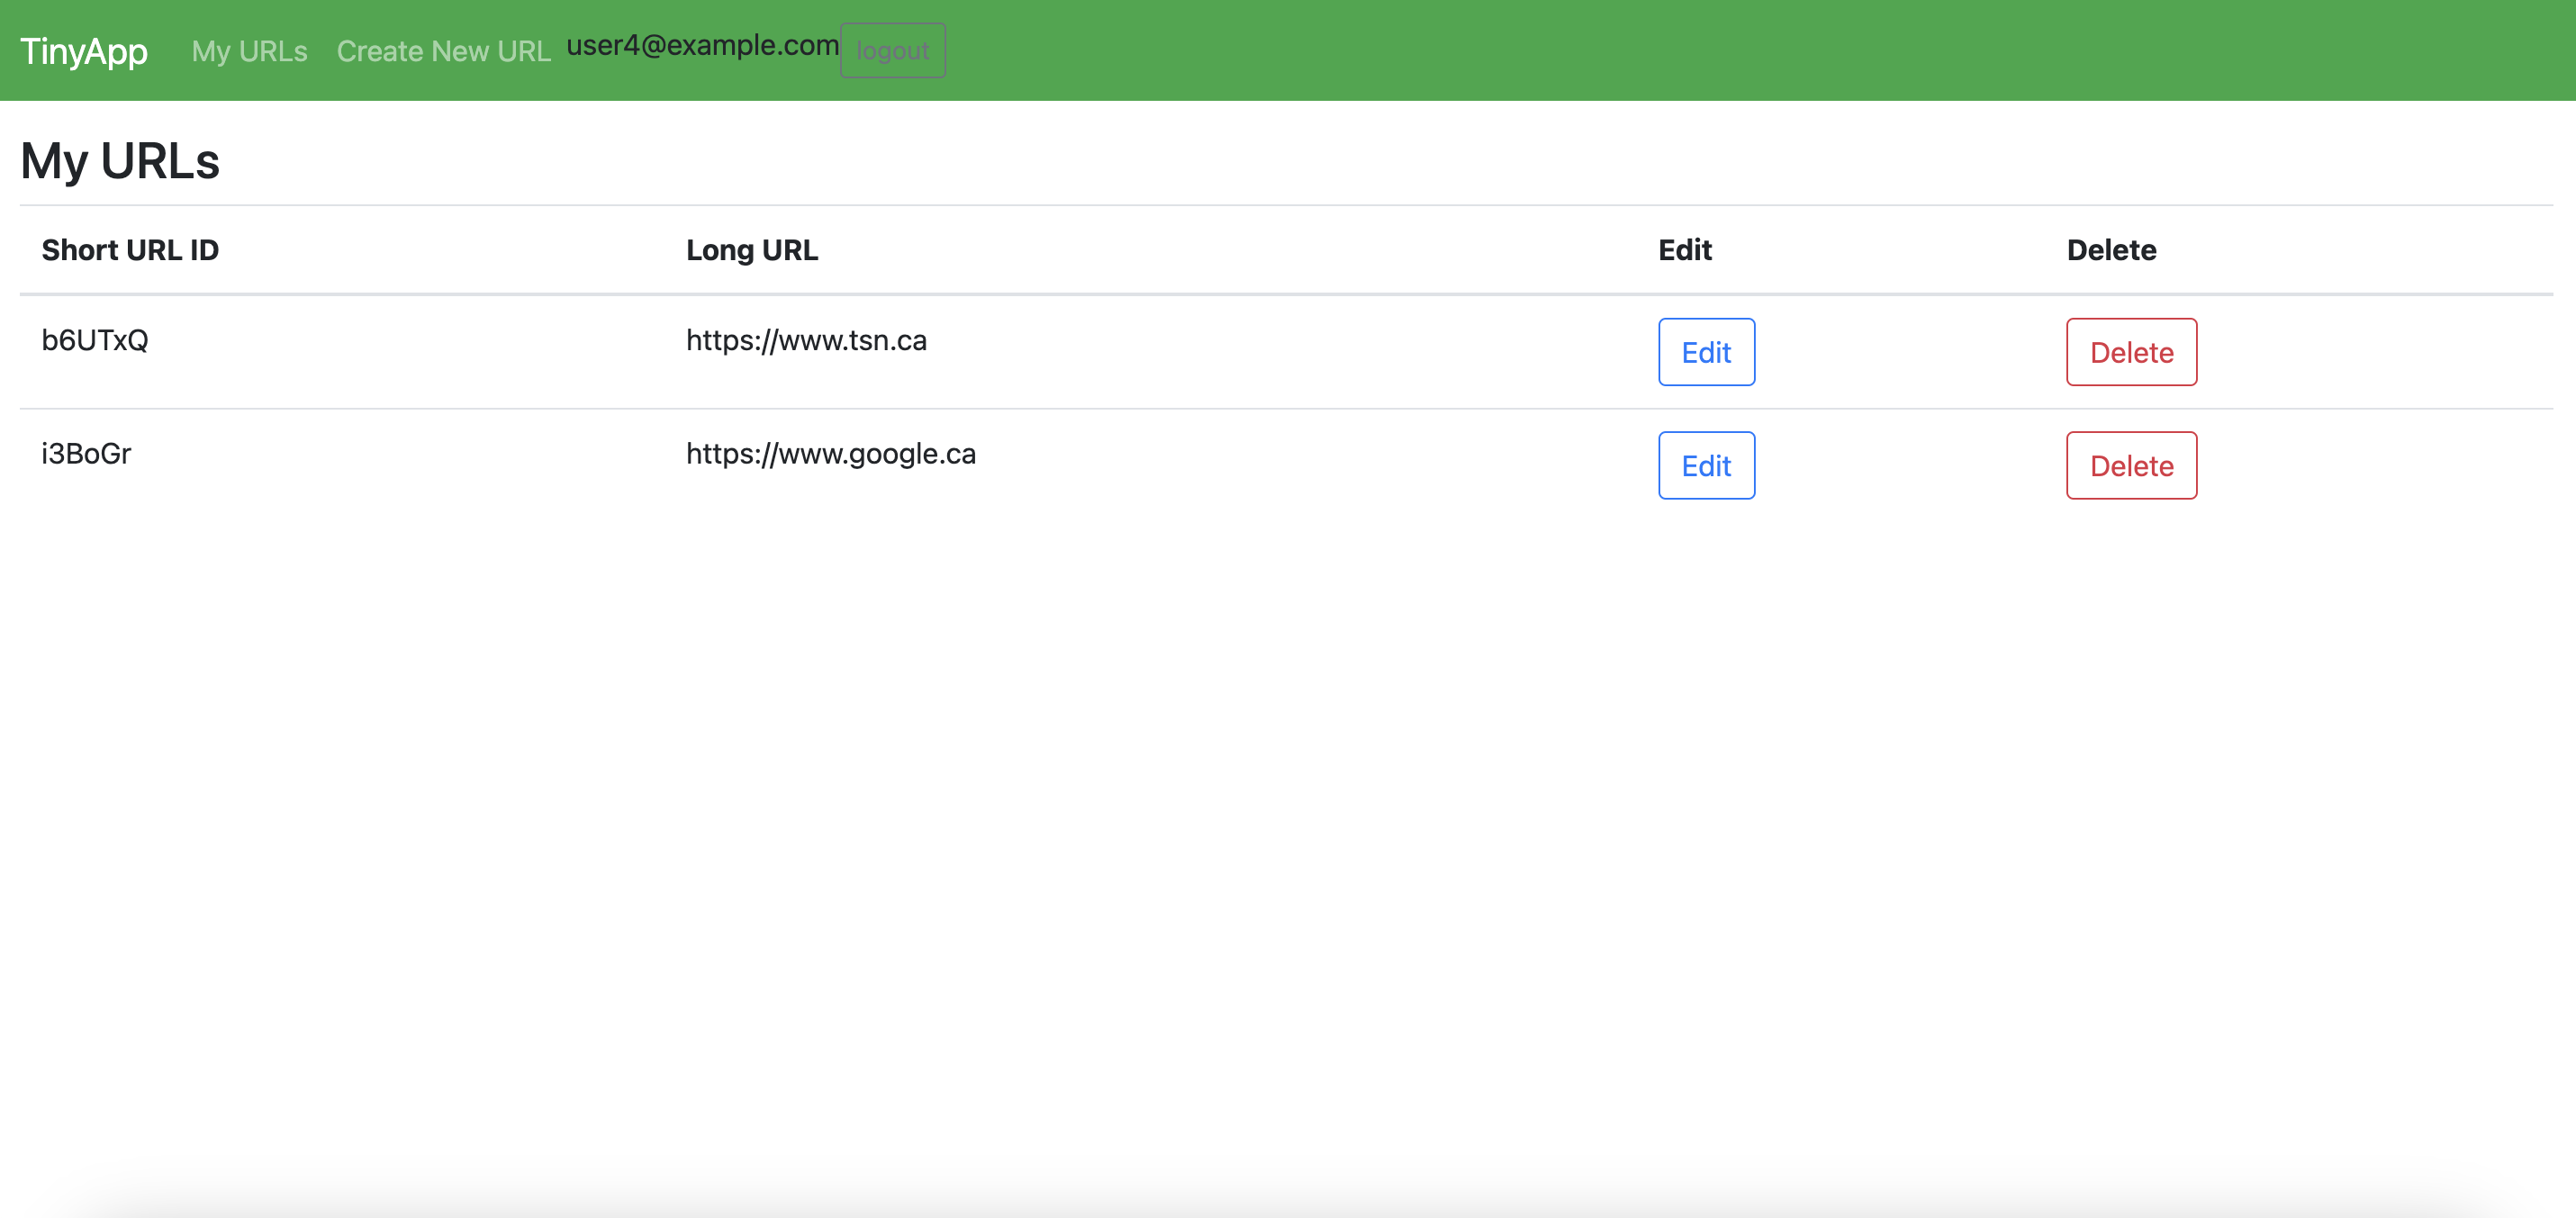 TinyApp My URLs Create New URL user4@example.com logout
My URLs
Short URL ID Long URL Edit Delete
b6UTxQ https://www.tsn.ca Edit Delete
i3BoGr https://www.google.ca Edit Delete